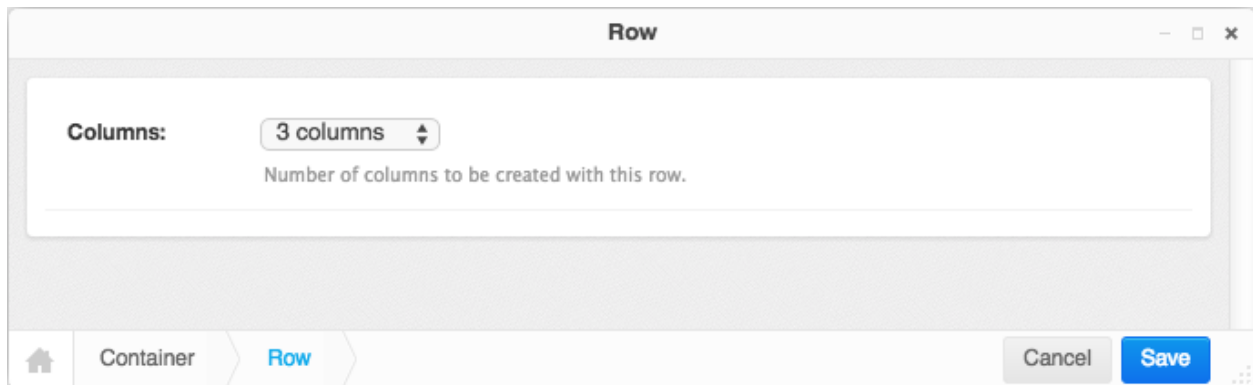 Row
Columns: 3 columns
Number of columns to be created with this row.
Container Row Cancel Save